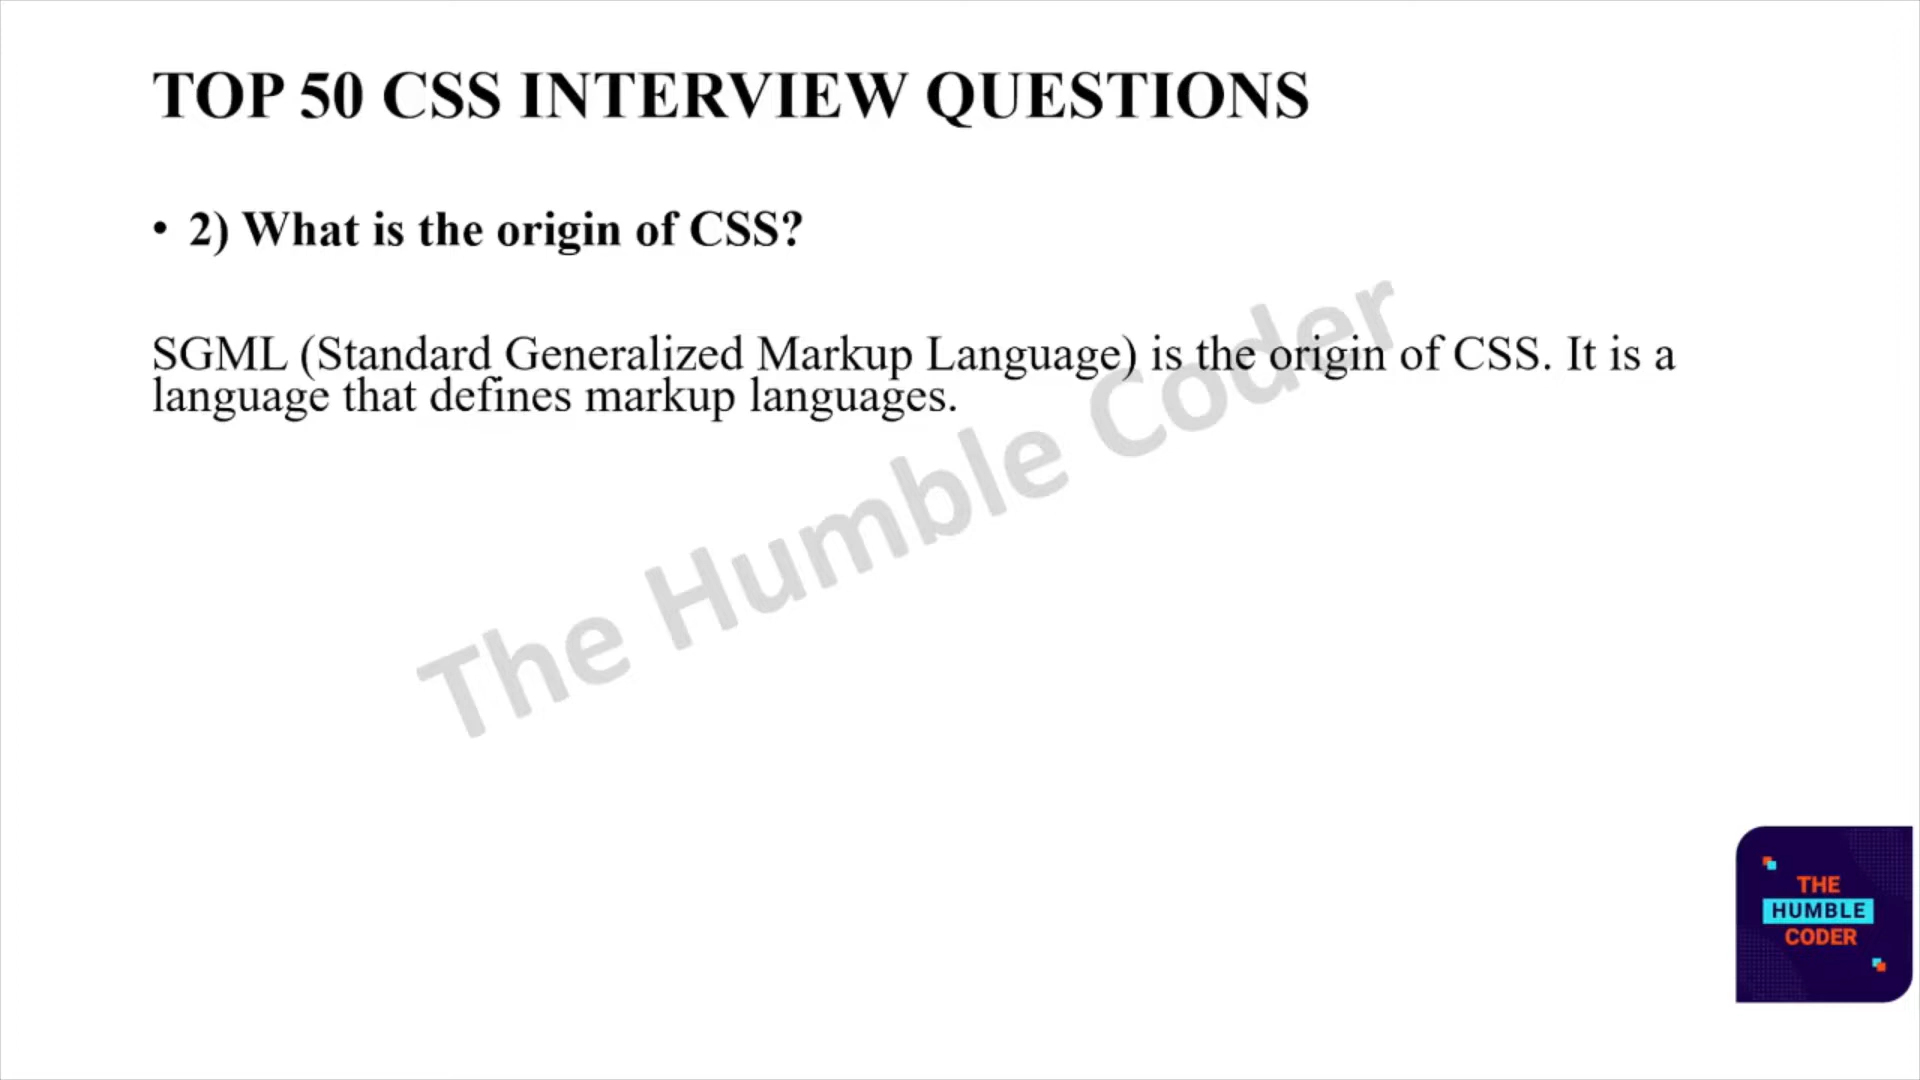 TOP 50 CSS INTERVIEW QUESTIONS
• 2) What is the origin of CSS?
SGML (Standard Generalized Markup Language) is the origin of CSS. It is a
language that defines markup languages.
The Humble Coder
THE
HUMBLE
CODER